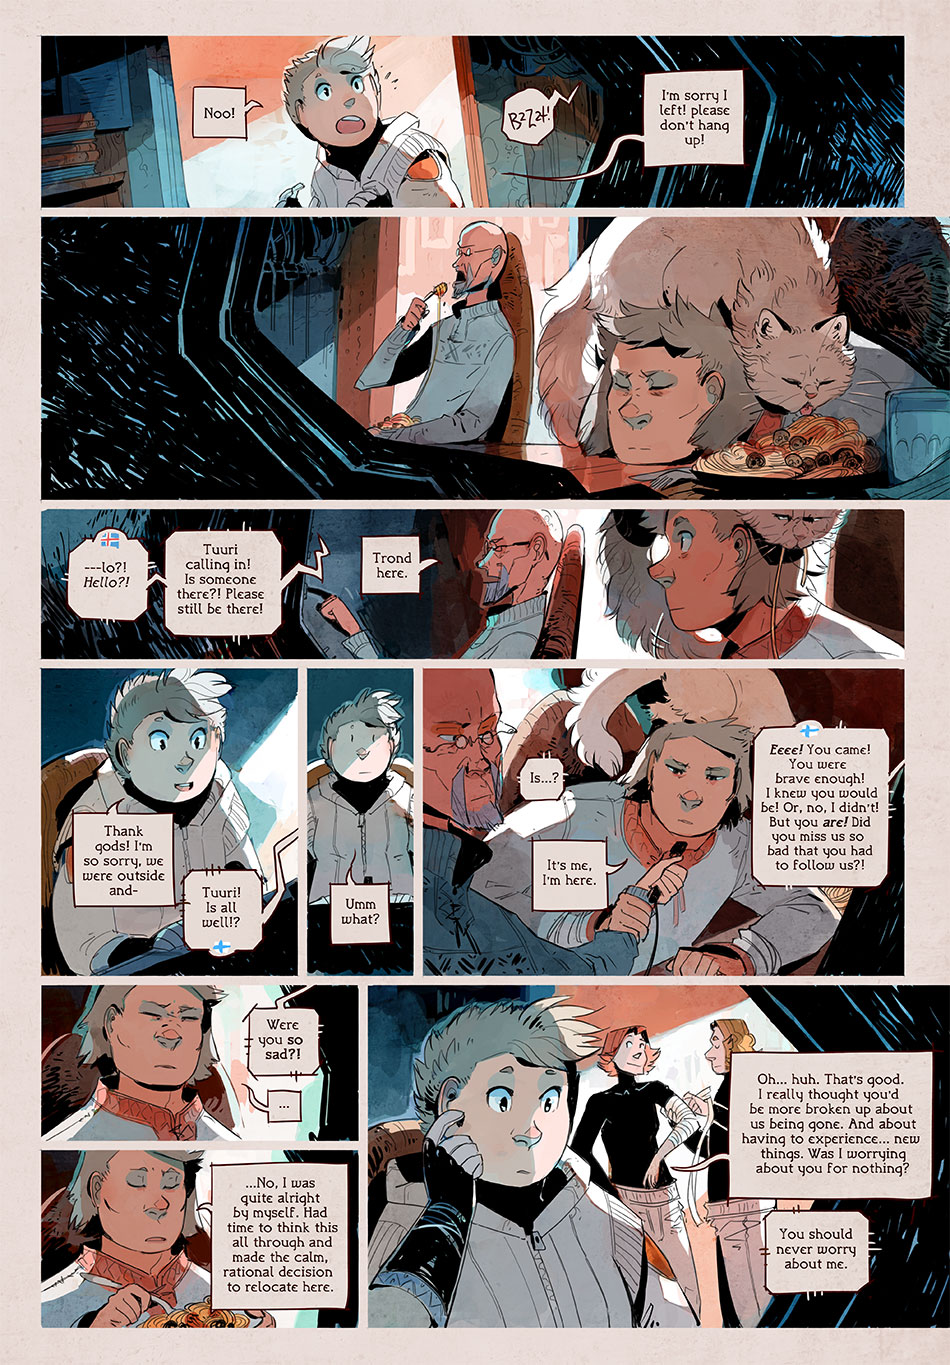 Noo!
BzZzt!
I'm sorry I
left! please
don't hang
up!
---lo?!
Hello?!
Tuuri
calling in!
Is someone
there?! Please
still be there!
Trond
here.
Thank
gods! I'm
so sorry, we
were outside
and-
Tuuri!
Is all
well!?
Umm
what?
Is...?
It's me,
I'm here.
Eeee! You came!
You were
brave enough!
I knew you would
be! Or, no, I didn't!
But you are! Did
you miss us so
bad that you had
to follow us?!
Were
you so
sad?!
...
...No, I was
quite alright
by myself. Had
time to think this
all through and
made the calm,
rational decision
to relocate here.
Oh... huh. That's good.
I really thought you'd
be more broken up about
us being gone. And about
having to experience... new
things. Was I worrying
about you for nothing?
You should
never worry
about me.